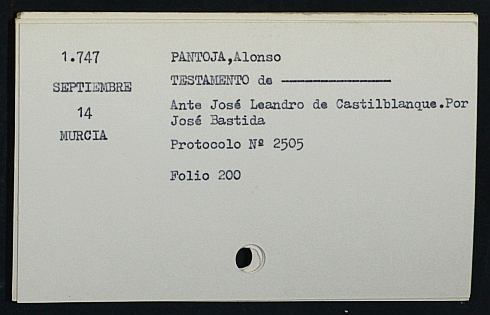 1.747 PANTOJA,Alonso
SEPTIEMBRE TESTAMENTO de ----------------
14 Ante José Leandro de Castilblanque.Por
José Bastida
MURCIA
Protocolo Nº 2505
Folio 200